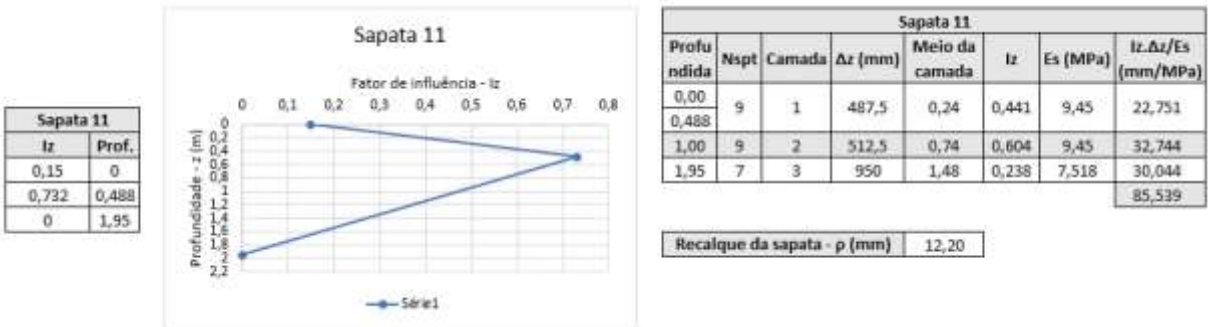 Sapata 11
Iz Prof.
0,15 0
0,732 0,488
0 1,95
Sapata 11
Fator de influência - Iz
0 0,1 0,2 0,3 0,4 0,5 0,6 0,7 0,8
Profundidade - z (m)
0
0,2
0,4
0,6
0,8
1
1,2
1,4
1,6
1,8
2
2,2
Série1
Sapata 11
Profu ndida Nspt Camada Δz (mm) Meio da camada Iz Es (MPa) Iz.Δz/Es (mm/MPa)
0,00
0,488 9 1 487,5 0,24 0,441 9,45 22,751
1,00 9 2 512,5 0,74 0,604 9,45 32,744
1,95 7 3 950 1,48 0,238 7,518 30,044
85,539
Recalque da sapata - ρ (mm) 12,20